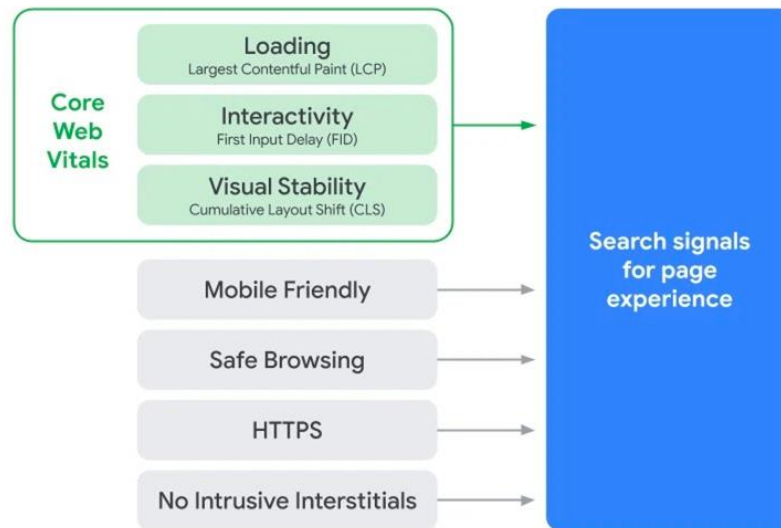 Core
Web
Vitals
Loading
Largest Contentful Paint (LCP)
Interactivity
First Input Delay (FID)
Visual Stability
Cumulative Layout Shift (CLS)
Mobile Friendly
Safe Browsing
HTTPS
No Intrusive Interstitials
Search signals
for page
experience